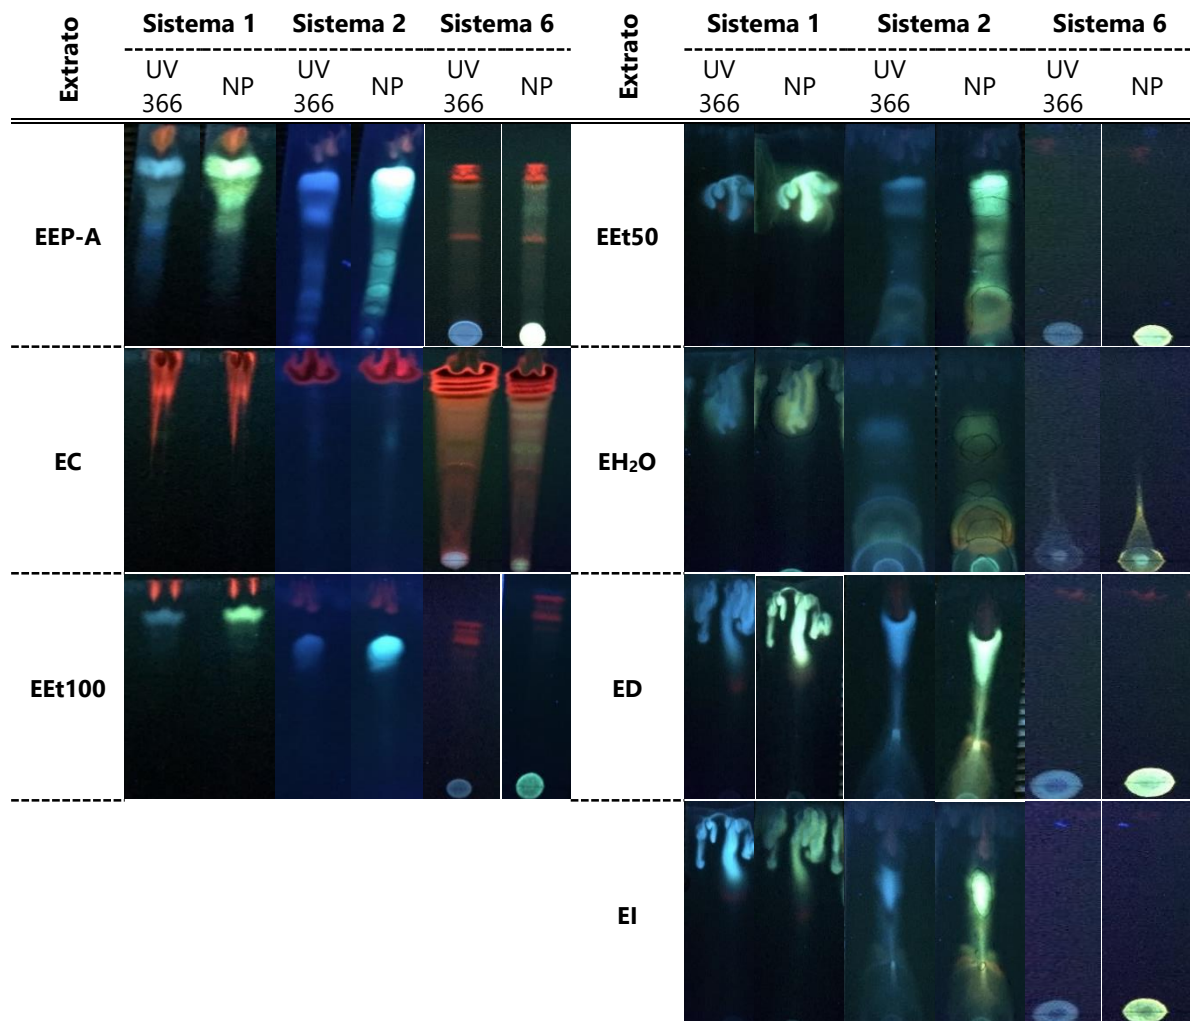 Extrato Sistema 1 Sistema 2 Sistema 6 Extrato Sistema 1 Sistema 2 Sistema 6
UV 366 NP UV 366 NP UV 366 NP UV 366 NP UV 366 NP UV 366 NP
EEP-A EEt50
EC EH₂O
EEt100 ED
EI